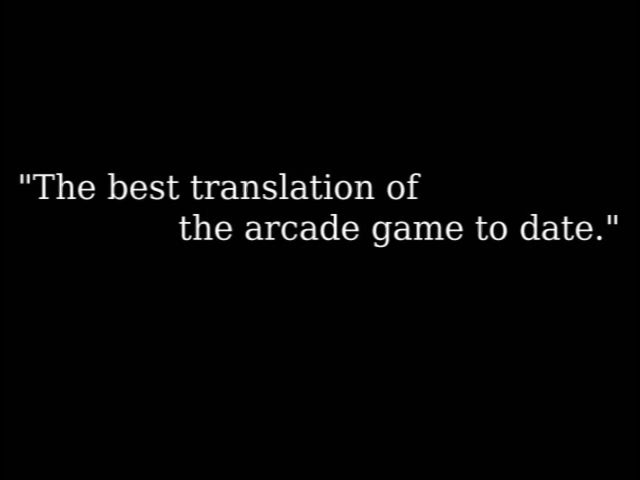 "The best translation of
the arcade game to date."